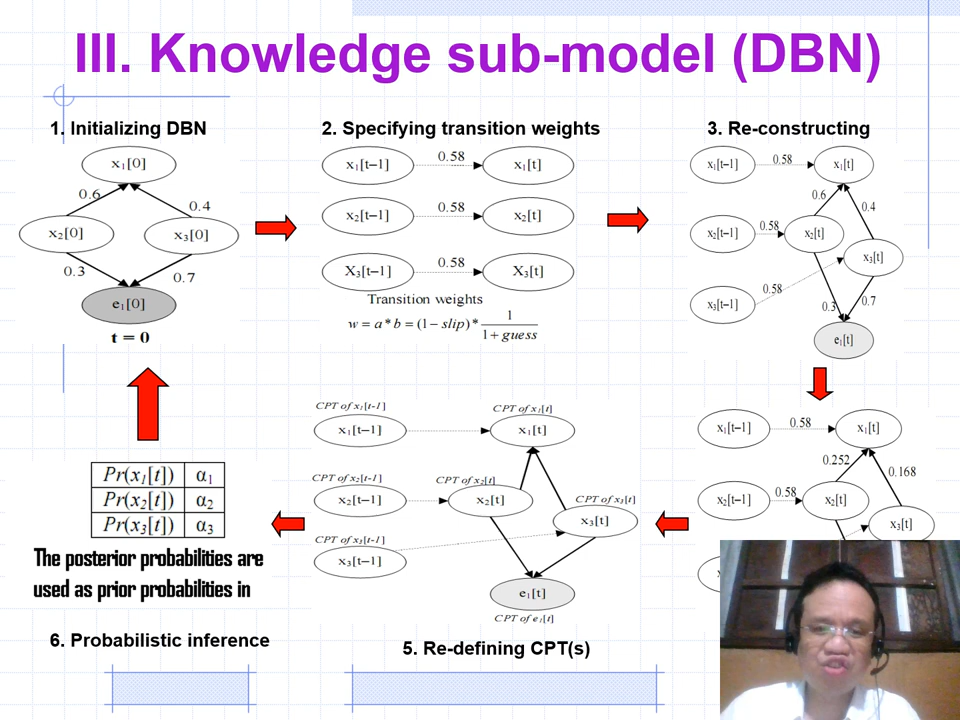 III. Knowledge sub-model (DBN)
1. Initializing DBN
x₁[0]
0.6
0.4
x₂[0]
x₃[0]
0.3
0.7
e₁[0]
t = 0
2. Specifying transition weights
x₁[t–1]
0.58
x₁[t]
x₂[t–1]
0.58
x₂[t]
X₃[t–1]
0.58
X₃[t]
Transition weights
w = a * b = (1 − slip) * 1 / (1 + guess)
3. Re-constructing
x₁[t–1]
0.58
x₁[t]
0.6
0.4
x₂[t–1]
0.58
x₂[t]
x₃[t]
0.58
x₃[t–1]
0.3
0.7
e₁[t]
x₁[t–1]
0.58
x₁[t]
0.252
0.168
x₂[t–1]
0.58
x₂[t]
x₃[t]
CPT of x₁[t-1]
CPT of x₁[t]
x₁[t–1]
x₁[t]
CPT of x₂[t-1]
CPT of x₂[t]
x₂[t–1]
x₂[t]
CPT of x₃[t]
x₃[t]
CPT of x₃[t-1]
x₃[t–1]
e₁[t]
CPT of e₁[t]
5. Re-defining CPT(s)
Pr(x₁[t]) α₁
Pr(x₂[t]) α₂
Pr(x₃[t]) α₃
The posterior probabilities are
used as prior probabilities in
6. Probabilistic inference